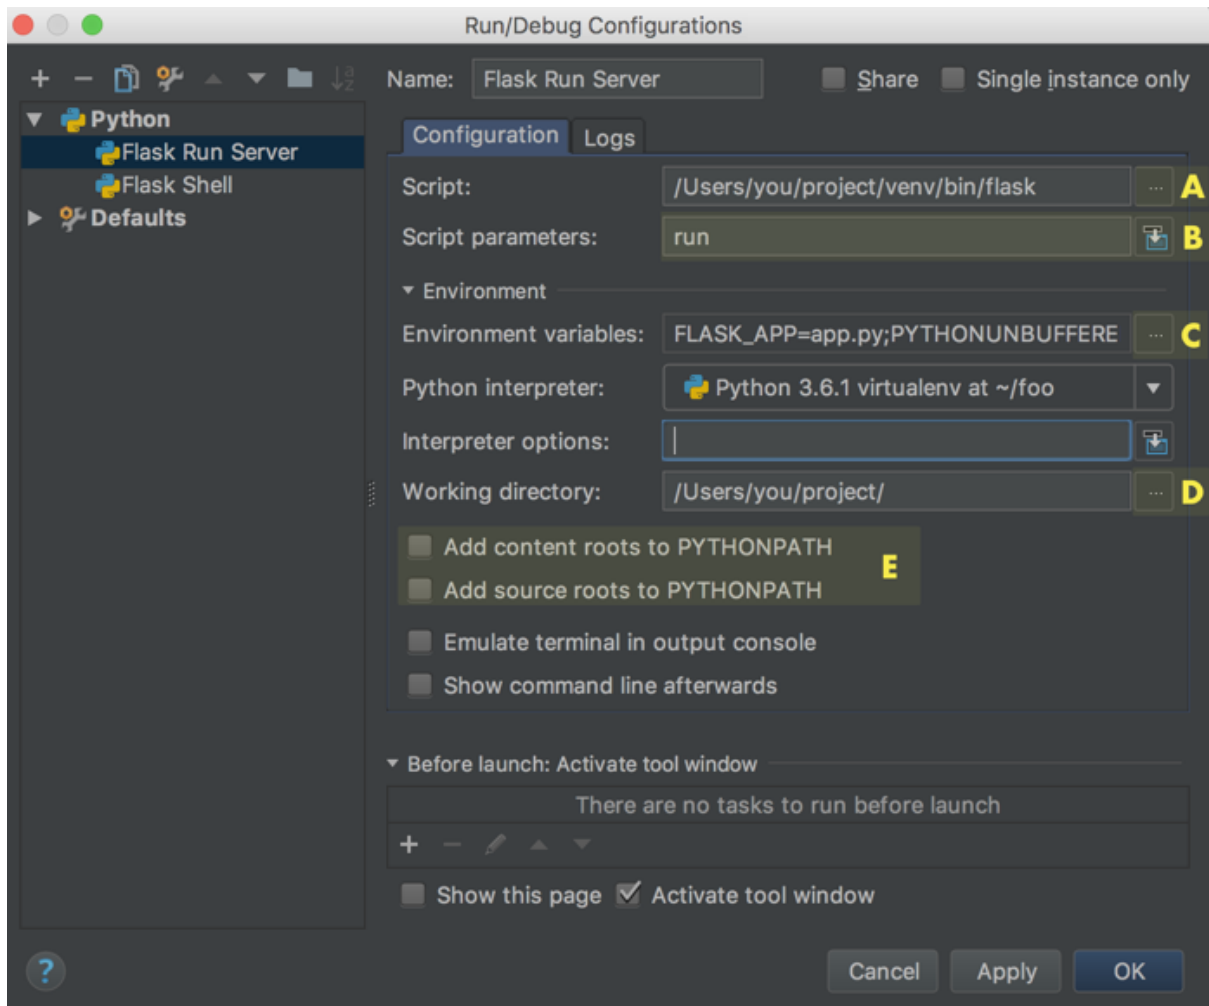 Run/Debug Configurations
Name: Flask Run Server Share Single instance only
Python
Flask Run Server
Flask Shell
Defaults
Configuration Logs
Script: /Users/you/project/venv/bin/flask ... A
Script parameters: run B
Environment
Environment variables: FLASK_APP=app.py;PYTHONUNBUFFERE ... C
Python interpreter: Python 3.6.1 virtualenv at ~/foo
Interpreter options:
Working directory: /Users/you/project/ ... D
Add content roots to PYTHONPATH
E
Add source roots to PYTHONPATH
Emulate terminal in output console
Show command line afterwards
Before launch: Activate tool window
There are no tasks to run before launch
Show this page Activate tool window
? Cancel Apply OK